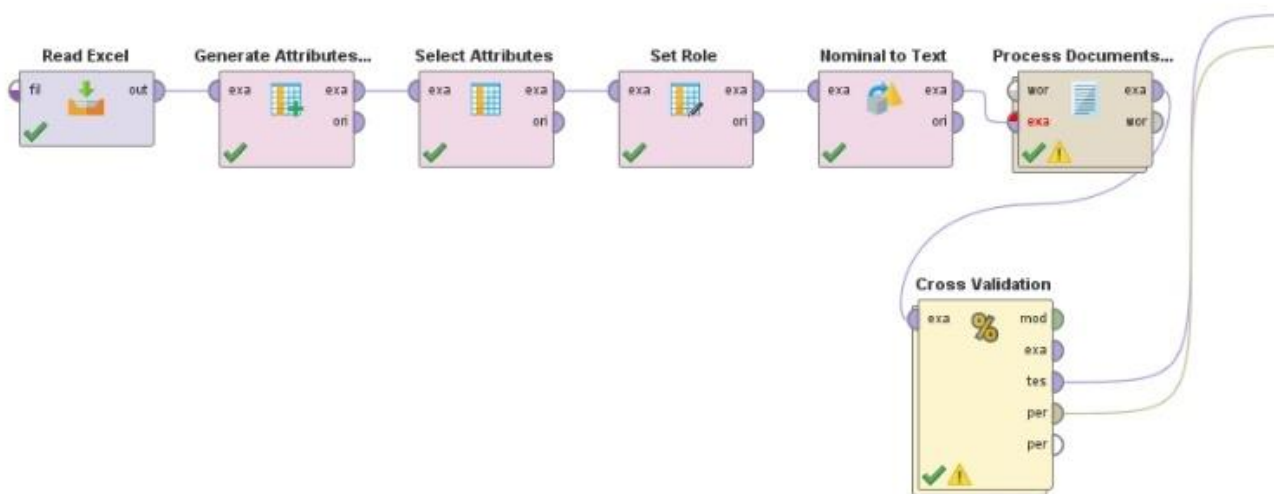 Read Excel
fil out
Generate Attributes...
exa exa
ori
Select Attributes
exa exa
ori
Set Role
exa exa
ori
Nominal to Text
exa exa
ori
Process Documents...
wor exa
exa wor
Cross Validation
exa mod
exa
tes
per
per